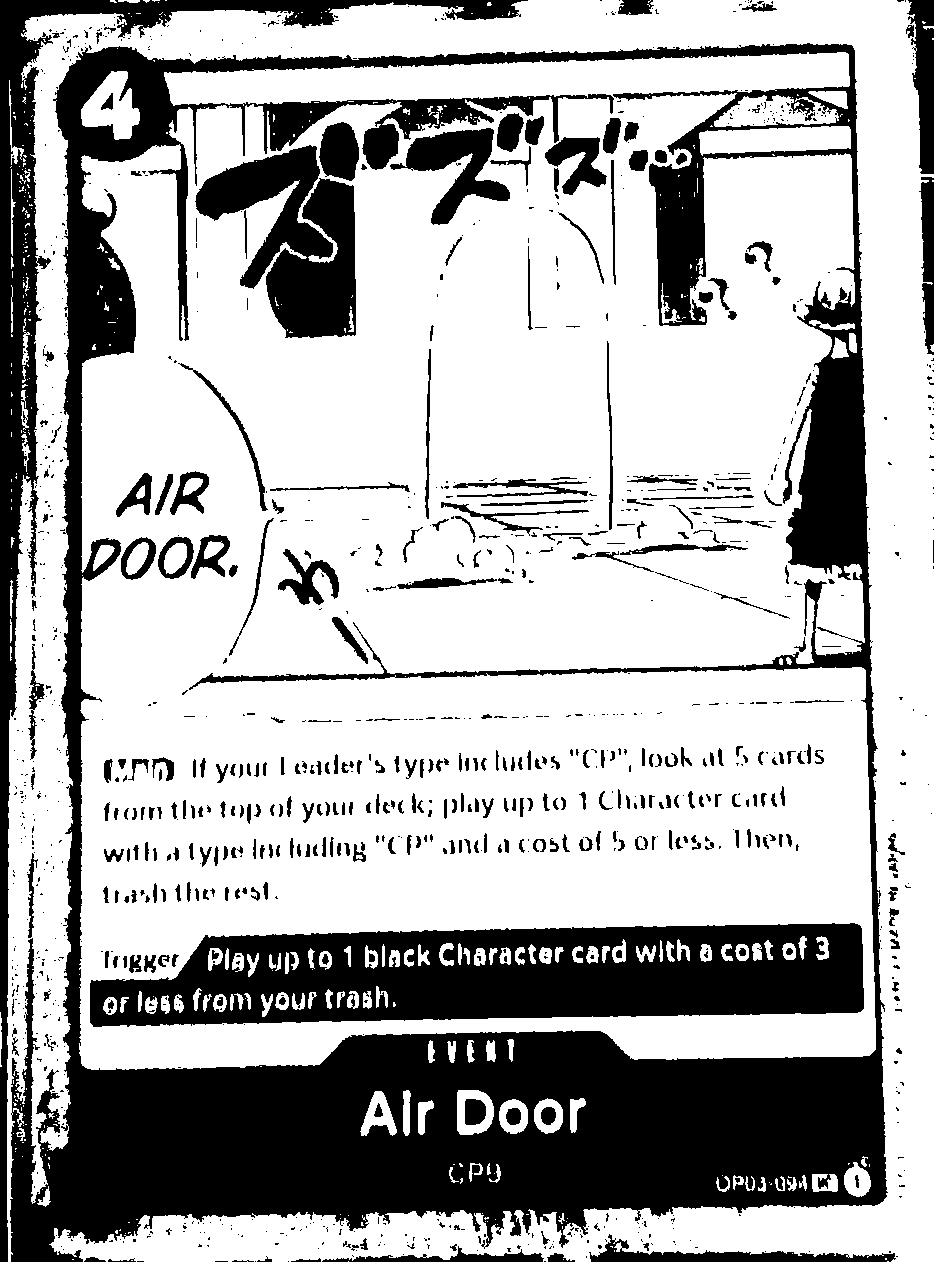 4
ズズズ
AIR
DOOR.
If your Leader's type includes "CP", look at 5 cards
from the top of your deck; play up to 1 Character card
with a type including "CP" and a cost of 5 or less. Then,
trash the rest.
Trigger Play up to 1 black Character card with a cost of 3
or less from your trash.
EVENT
Air Door
CP9
OP03-094
1